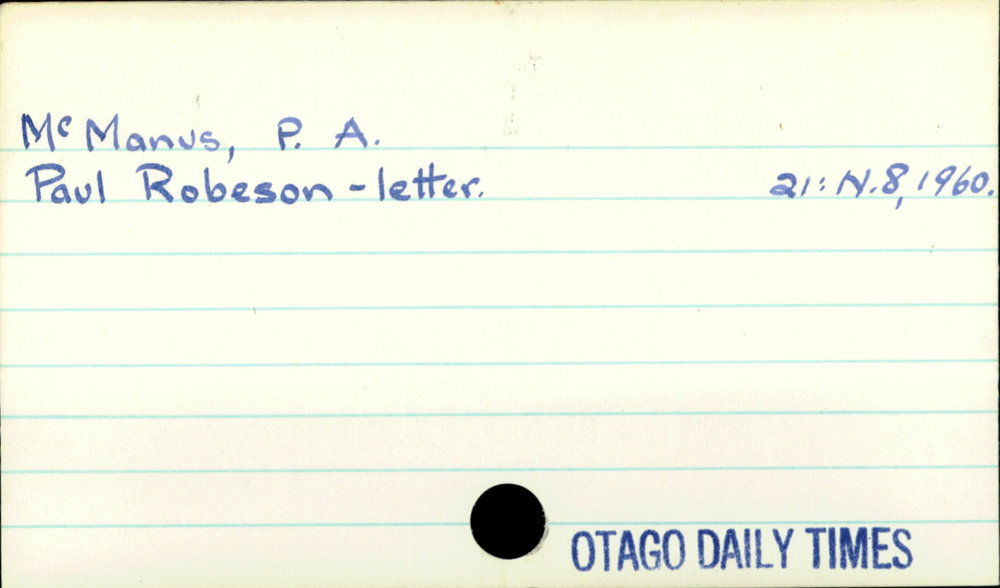 Mc Manus, P. A.
Paul Robeson - letter. 21: N.8, 1960.
OTAGO DAILY TIMES